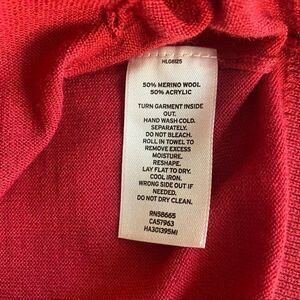 HLG8125
50% MERINO WOOL
50% ACRYLIC
TURN GARMENT INSIDE
OUT.
HAND WASH COLD.
SEPARATELY.
DO NOT BLEACH.
ROLL IN TOWEL TO
REMOVE EXCESS
MOISTURE.
RESHAPE.
LAY FLAT TO DRY.
COOL IRON.
WRONG SIDE OUT IF
NEEDED.
DO NOT DRY CLEAN.
RN58665
CA57963
HA301395MI